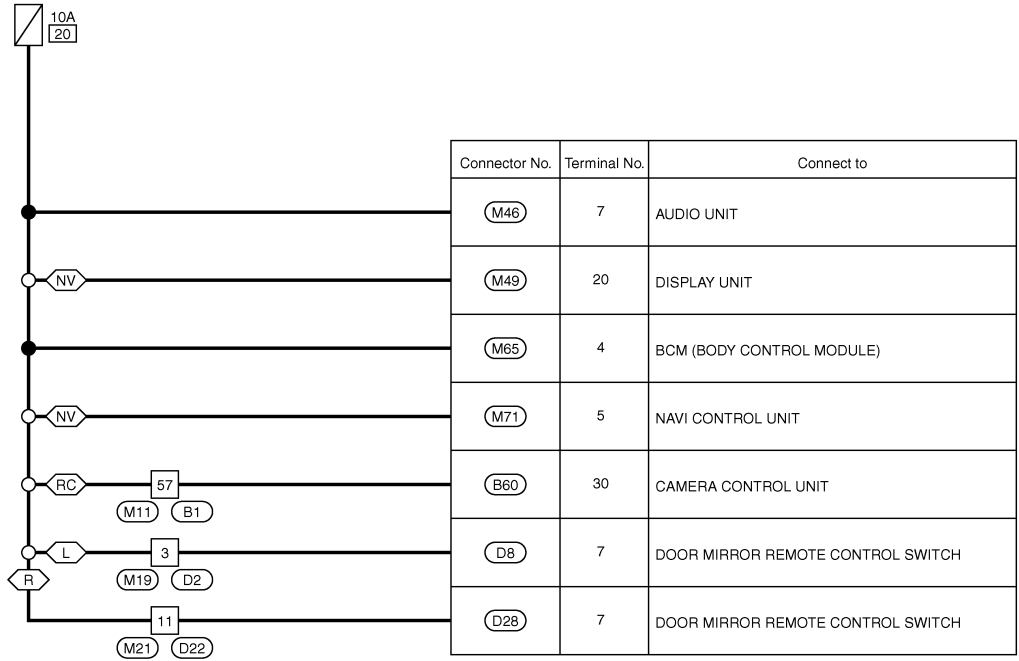 10A
20
Connector No. Terminal No. Connect to
M46 7 AUDIO UNIT
NV M49 20 DISPLAY UNIT
M65 4 BCM (BODY CONTROL MODULE)
NV M71 5 NAVI CONTROL UNIT
RC 57 B60 30 CAMERA CONTROL UNIT
M11 B1
L 3 D8 7 DOOR MIRROR REMOTE CONTROL SWITCH
R M19 D2
11 D28 7 DOOR MIRROR REMOTE CONTROL SWITCH
M21 D22